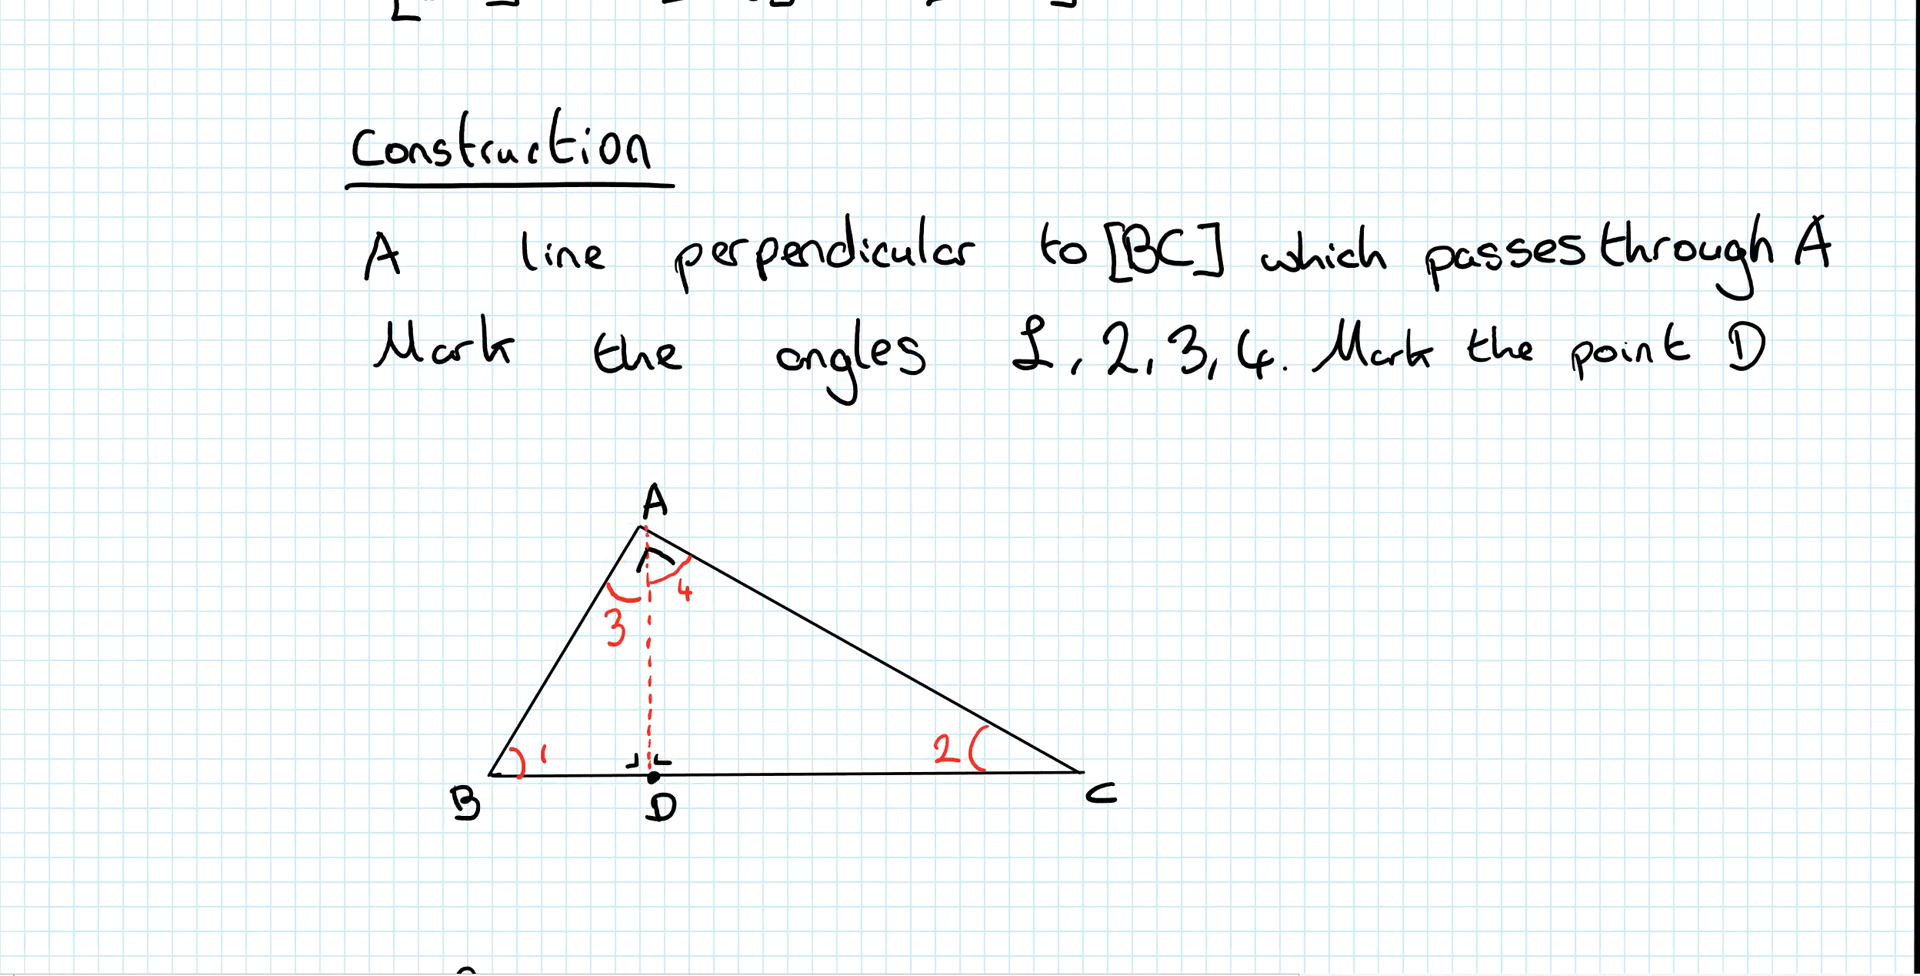 Construction
A line perpendicular to [BC] which passes through A
Mark the angles 1, 2, 3, 4. Mark the point D
A
4
3
1
2
B
D
C